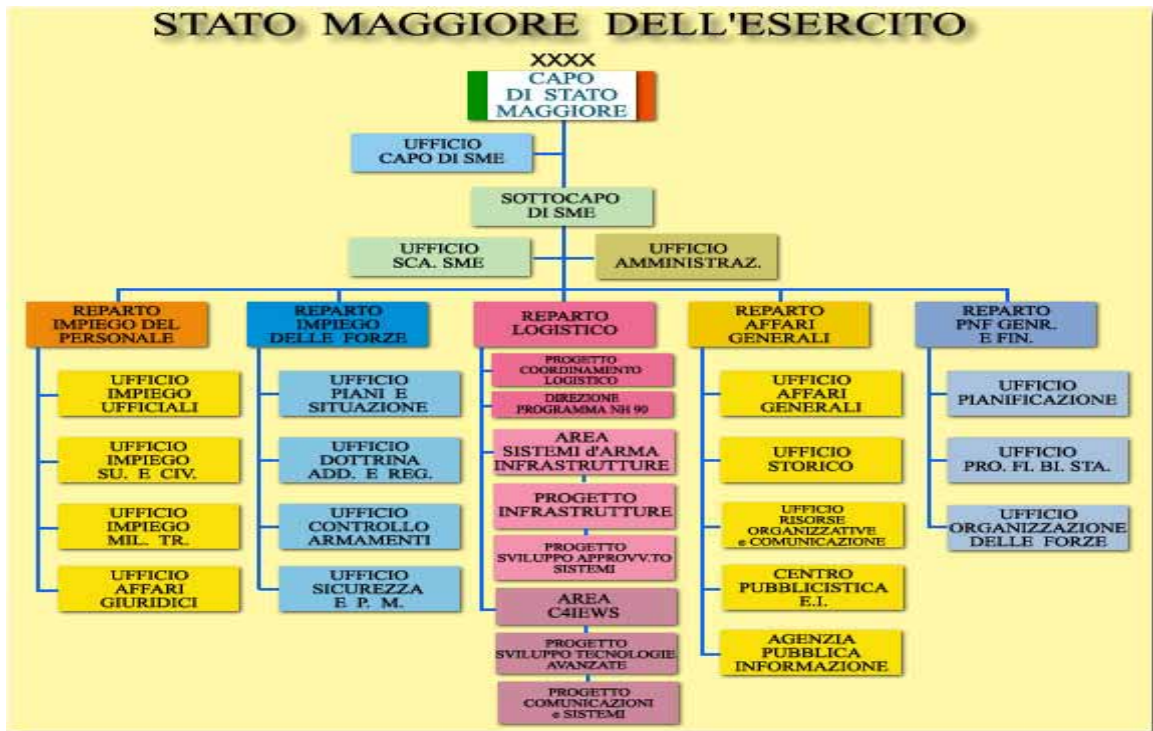 STATO MAGGIORE DELL'ESERCITO
XXXX
CAPO
DI STATO
MAGGIORE
UFFICIO
CAPO DI SME
SOTTOCAPO
DI SME
UFFICIO
SCA. SME
UFFICIO
AMMINISTRAZ.
REPARTO
IMPIEGO DEL
PERSONALE
UFFICIO
IMPIEGO
UFFICIALI
UFFICIO
IMPIEGO
SU. E CIV.
UFFICIO
IMPIEGO
MIL. TR.
UFFICIO
AFFARI
GIURIDICI
REPARTO
IMPIEGO
DELLE FORZE
UFFICIO
PIANI E
SITUAZIONE
UFFICIO
DOTTRINA
ADD. E REG.
UFFICIO
CONTROLLO
ARMAMENTI
UFFICIO
SICUREZZA
E P. M.
REPARTO
LOGISTICO
PROGETTO
COORDINAMENTO
LOGISTICO
DIREZIONE
PROGRAMMA NH 90
AREA
SISTEMI d'ARMA
INFRASTRUTTURE
PROGETTO
INFRASTRUTTURE
PROGETTO
SVILUPPO APPROVV.TO
SISTEMI
AREA
C4IEWS
PROGETTO
SVILUPPO TECNOLOGIE
AVANZATE
PROGETTO
COMUNICAZIONI
e SISTEMI
REPARTO
AFFARI
GENERALI
UFFICIO
AFFARI
GENERALI
UFFICIO
STORICO
UFFICIO
RISORSE
ORGANIZZATIVE
e COMUNICAZIONE
CENTRO
PUBBLICISTICA
E.I.
AGENZIA
PUBBLICA
INFORMAZIONE
REPARTO
PNF GENR.
E FIN.
UFFICIO
PIANIFICAZIONE
UFFICIO
PRO. FI. BI. STA.
UFFICIO
ORGANIZZAZIONE
DELLE FORZE